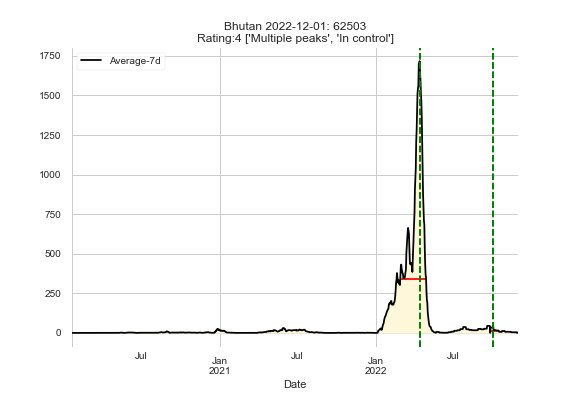 Bhutan 2022-12-01: 62503
Rating:4 ['Multiple peaks', 'In control']
Average-7d
1750
1500
1250
1000
750
500
250
0
Jul
Jan
2021
Jul
Jan
2022
Jul
Date